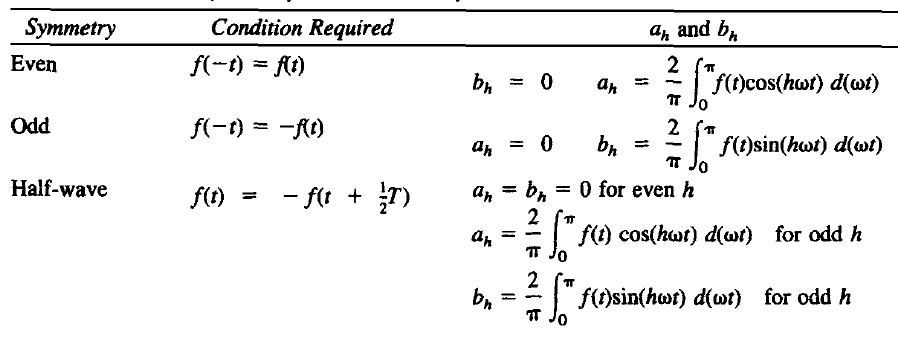 Symmetry Condition Required a_h and b_h
Even f(−t) = f(t) b_h = 0 a_h = 2/π ∫_0^π f(t)cos(hωt) d(ωt)
Odd f(−t) = −f(t) a_h = 0 b_h = 2/π ∫_0^π f(t)sin(hωt) d(ωt)
Half-wave f(t) = − f(t + ½T) a_h = b_h = 0 for even h
a_h = 2/π ∫_0^π f(t) cos(hωt) d(ωt) for odd h
b_h = 2/π ∫_0^π f(t)sin(hωt) d(ωt) for odd h